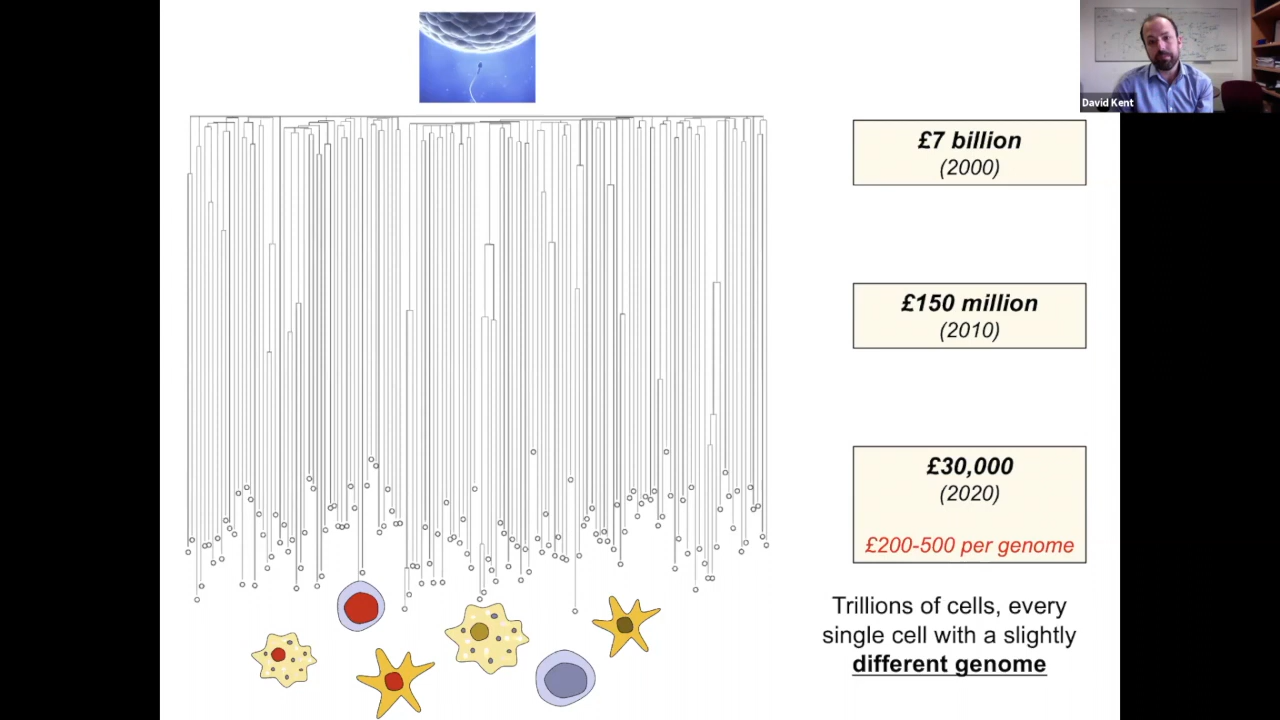 David Kent
£7 billion
(2000)
£150 million
(2010)
£30,000
(2020)
£200-500 per genome
Trillions of cells, every
single cell with a slightly
different genome